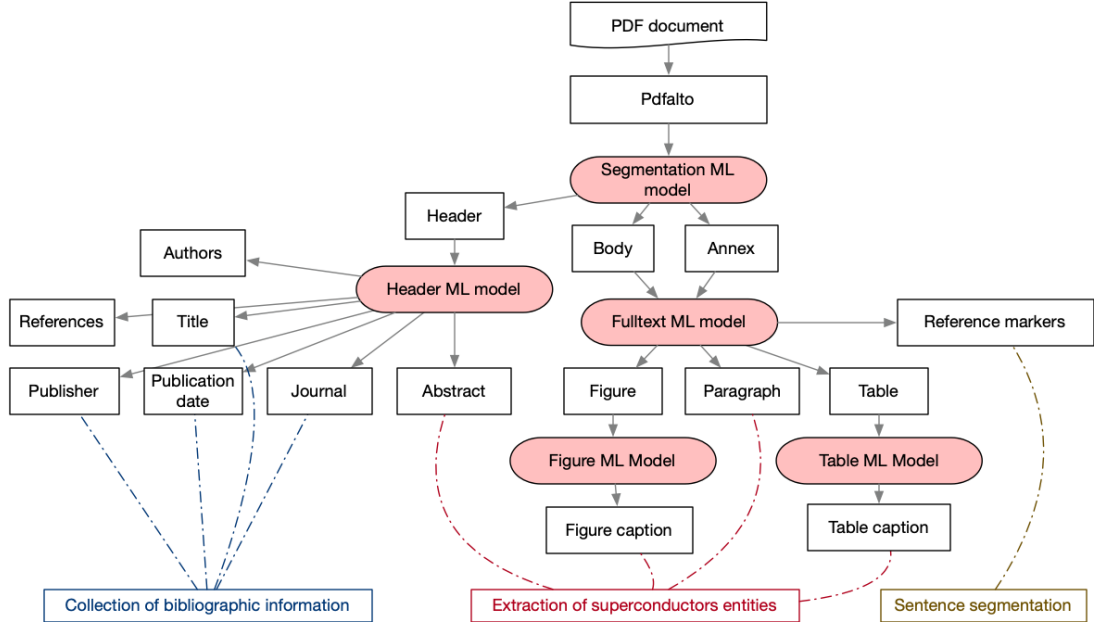 PDF document
Pdfalto
Segmentation ML
model
Header
Body
Annex
Authors
Header ML model
References
Title
Fulltext ML model
Reference markers
Publisher
Publication
date
Journal
Abstract
Figure
Paragraph
Table
Figure ML Model
Table ML Model
Figure caption
Table caption
Collection of bibliographic information
Extraction of superconductors entities
Sentence segmentation